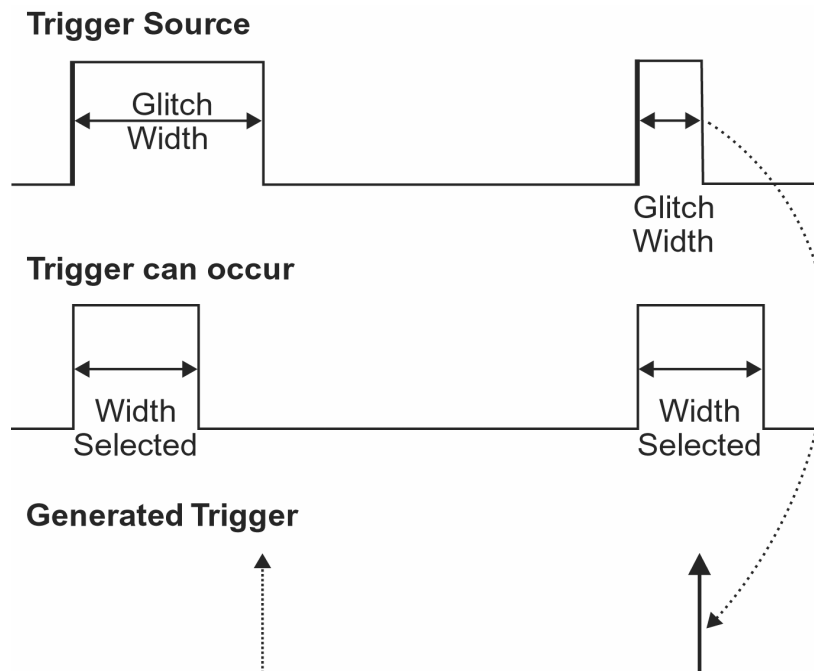 Trigger Source
Glitch
Width
Glitch
Width
Trigger can occur
Width
Selected
Width
Selected
Generated Trigger